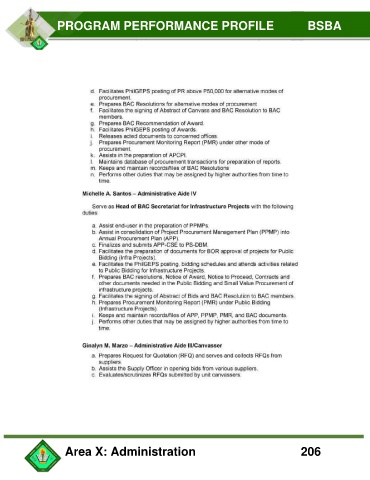 PROGRAM PERFORMANCE PROFILE BSBA
d. Facilitates PhilGEPS posting of PR above P50,000 for alternative modes of
procurement.
e. Prepares BAC Resolutions for alternative modes of procurement
f. Facilitates the signing of Abstract of Canvass and BAC Resolution to BAC
members.
g. Prepares BAC Recommendation of Award.
h. Facilitates PhilGEPS posting of Awards.
i. Releases acted documents to concerned offices
j. Prepares Procurement Monitoring Report (PMR) under other mode of
procurement.
k. Assists in the preparation of APCPI.
l. Maintains database of procurement transactions for preparation of reports.
m. Keeps and maintain records/files of BAC Resolutions
n. Performs other duties that may be assigned by higher authorities from time to
time.
Michelle A. Santos – Administrative Aide IV
Serve as Head of BAC Secretariat for Infrastructure Projects with the following
duties:
a. Assist end-user in the preparation of PPMPs.
b. Assist in consolidation of Project Procurement Management Plan (PPMP) into
Annual Procurement Plan (APP).
c. Finalizes and submits APP-CSE to PS-DBM.
d. Facilitates the preparation of documents for BOR approval of projects for Public
Bidding (Infra Projects).
e. Facilitates the PhilGEPS posting, bidding schedules and attends activities related
to Public Bidding for Infrastructure Projects.
f. Prepares BAC resolutions, Notice of Award, Notice to Proceed, Contracts and
other documents needed in the Public Bidding and Small Value Procurement of
infrastructure projects.
g. Facilitates the signing of Abstract of Bids and BAC Resolution to BAC members.
h. Prepares Procurement Monitoring Report (PMR) under Public Bidding
(Infrastructure Projects).
i. Keeps and maintain records/files of APP, PPMP, PMR, and BAC documents.
j. Performs other duties that may be assigned by higher authorities from time to
time.
Ginalyn M. Marzo – Administrative Aide III/Canvasser
a. Prepares Request for Quotation (RFQ) and serves and collects RFQs from
suppliers
b. Assists the Supply Officer in opening bids from various suppliers.
c. Evaluates/scrutinizes RFQs submitted by unit canvassers.
Area X: Administration 206